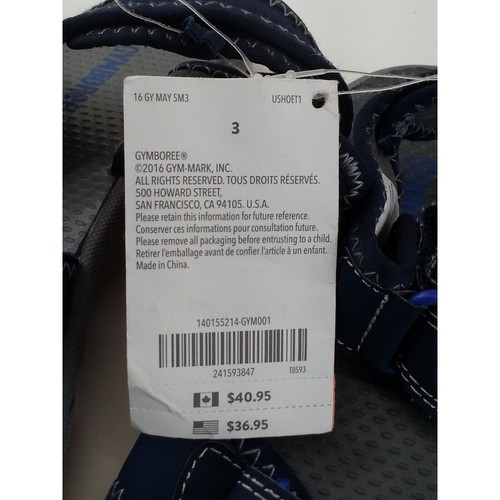 16 GY MAY SM3 USHOET1
3
GYMBOREE®
©2016 GYM-MARK, INC.
ALL RIGHTS RESERVED. TOUS DROITS RÉSERVÉS.
500 HOWARD STREET,
SAN FRANCISCO, CA 94105. U.S.A.
Please retain this information for future reference.
Conserver ces informations pour consultation future.
Please remove all packaging before entrusting to a child.
Retirer l'emballage avant de confier l'article à un enfant.
Made in China.
140155214-GYM001
241593847 TBS93
$40.95
$36.95